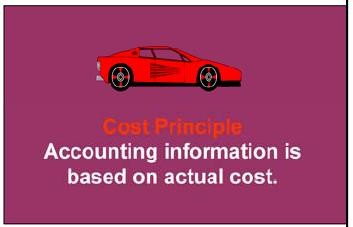 Cost Principle
Accounting information is
based on actual cost.